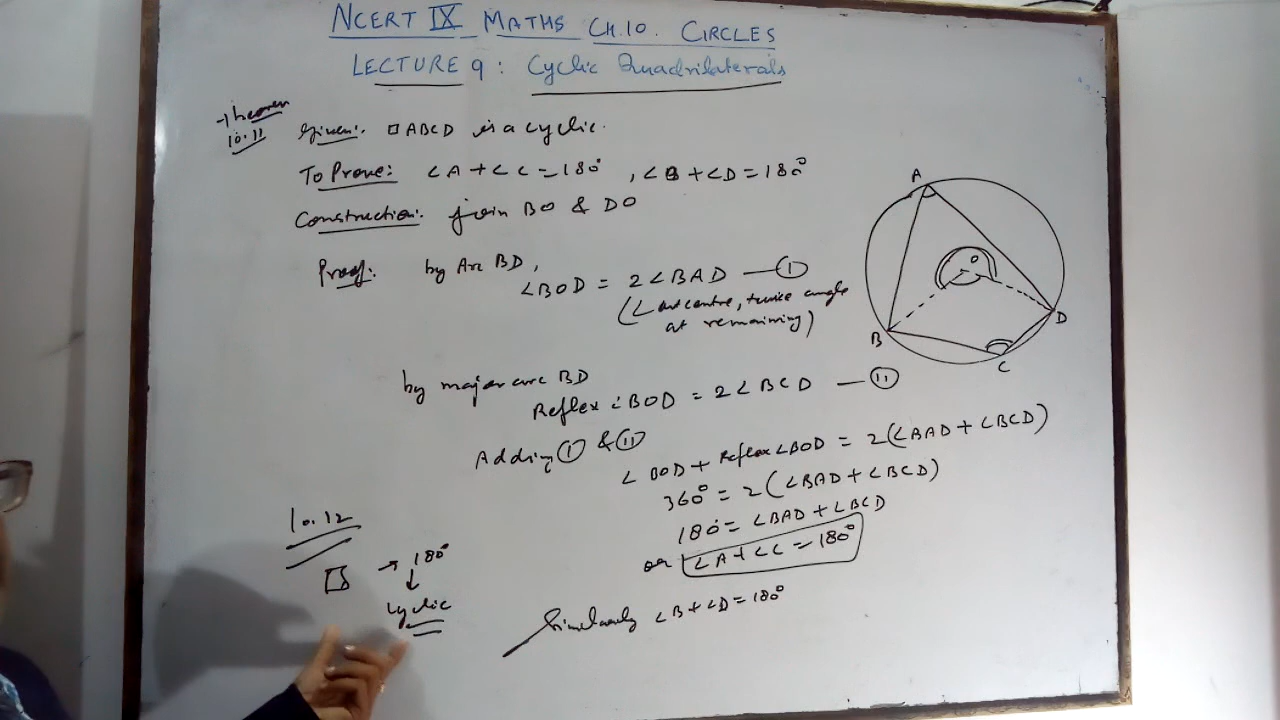 NCERT IX MATHS CH.10. CIRCLES
LECTURE 9: Cyclic Quadrilaterals
Theorem
10.11
Given:. □ABCD is a cyclic.
To Prove: ∠A+∠C=180°, ∠B+∠D=180°
Construction:. join BO & DO
Proof: by Arc BD,
∠BOD = 2∠BAD —(I)
(∠ at centre, twice angle
at remaining)
by major arc BD
Reflex ∠BOD = 2∠BCD —(II)
Adding (I) & (II)
∠BOD + Reflex∠BOD = 2(∠BAD+∠BCD)
360° = 2(∠BAD+∠BCD)
180° = ∠BAD+∠BCD
or ∠A+∠C=180°
Similarly ∠B+∠D=180°
10.12
□ → 180°
↓
Cyclic
A
O
D
B
C